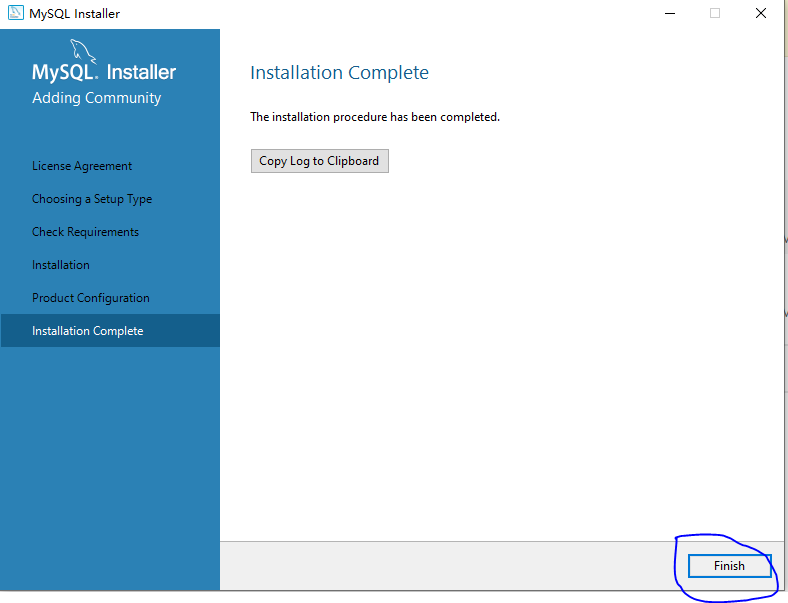 MySQL Installer
MySQL. Installer
Adding Community
License Agreement
Choosing a Setup Type
Check Requirements
Installation
Product Configuration
Installation Complete
Installation Complete
The installation procedure has been completed.
Copy Log to Clipboard
Finish